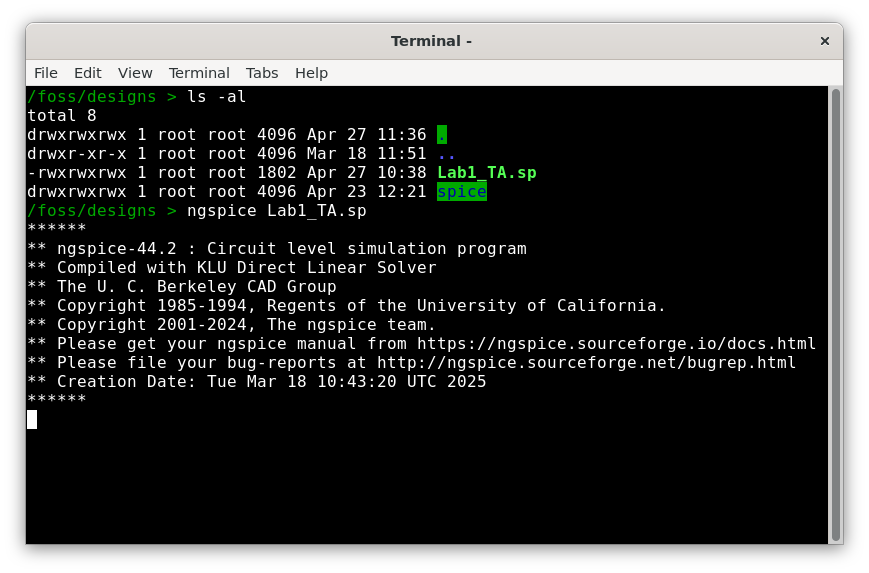 Terminal -
×
File Edit View Terminal Tabs Help
/foss/designs > ls -al
total 8
drwxrwxrwx 1 root root 4096 Apr 27 11:36 .
drwxr-xr-x 1 root root 4096 Mar 18 11:51 ..
-rwxrwxrwx 1 root root 1802 Apr 27 10:38 Lab1_TA.sp
drwxrwxrwx 1 root root 4096 Apr 23 12:21 spice
/foss/designs > ngspice Lab1_TA.sp
******
** ngspice-44.2 : Circuit level simulation program
** Compiled with KLU Direct Linear Solver
** The U. C. Berkeley CAD Group
** Copyright 1985-1994, Regents of the University of California.
** Copyright 2001-2024, The ngspice team.
** Please get your ngspice manual from https://ngspice.sourceforge.io/docs.html
** Please file your bug-reports at http://ngspice.sourceforge.net/bugrep.html
** Creation Date: Tue Mar 18 10:43:20 UTC 2025
******